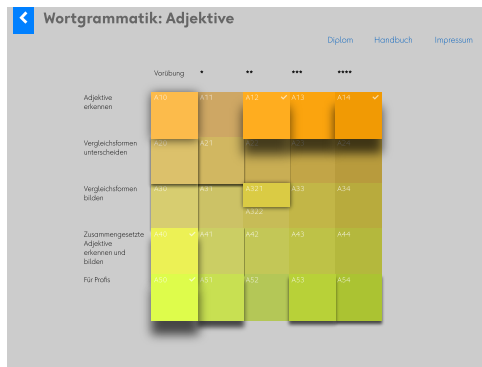 Wortgrammatik: Adjektive
Diplom Handbuch Impressum
Vorübung * ** *** ****
Adjektive
erkennen
A10 A11 A12 A13 A14
Vergleichsformen
unterscheiden
A20 A21
Vergleichsformen
bilden
A30 A31 A321 A33 A34
A322
Zusammengesetzte
Adjektive
erkennen und
bilden
A40 A41 A42 A43 A44
Für Profis
A50 A51 A52 A53 A54